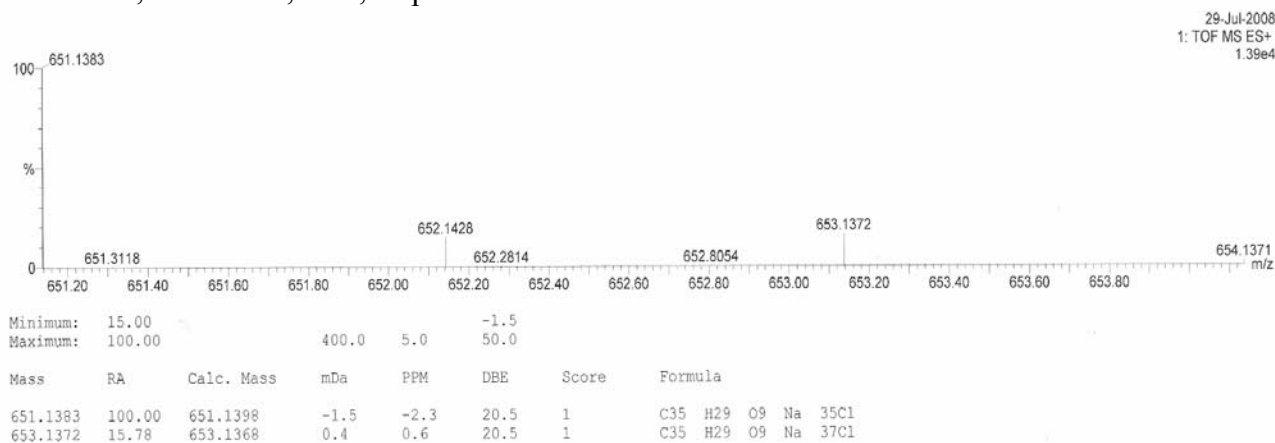 29-Jul-2008
1: TOF MS ES+
1.39e4
100
651.1383
%
652.1428
653.1372
651.3118
652.2814
652.8054
654.1371
0
m/z
651.20 651.40 651.60 651.80 652.00 652.20 652.40 652.60 652.80 653.00 653.20 653.40 653.60 653.80
Minimum: 15.00 -1.5
Maximum: 100.00 400.0 5.0 50.0
Mass RA Calc. Mass mDa PPM DBE Score Formula
651.1383 100.00 651.1398 -1.5 -2.3 20.5 1 C35 H29 O9 Na 35Cl
653.1372 15.78 653.1368 0.4 0.6 20.5 1 C35 H29 O9 Na 37Cl